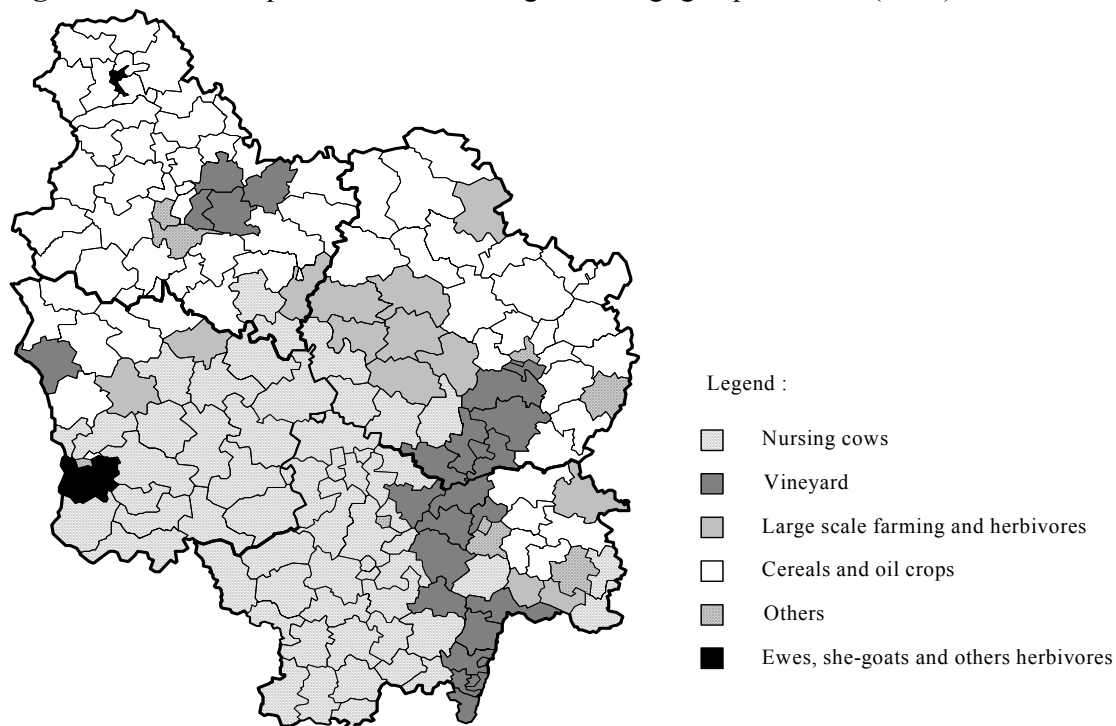 Legend :
Nursing cows
Vineyard
Large scale farming and herbivores
Cereals and oil crops
Others
Ewes, she-goats and others herbivores